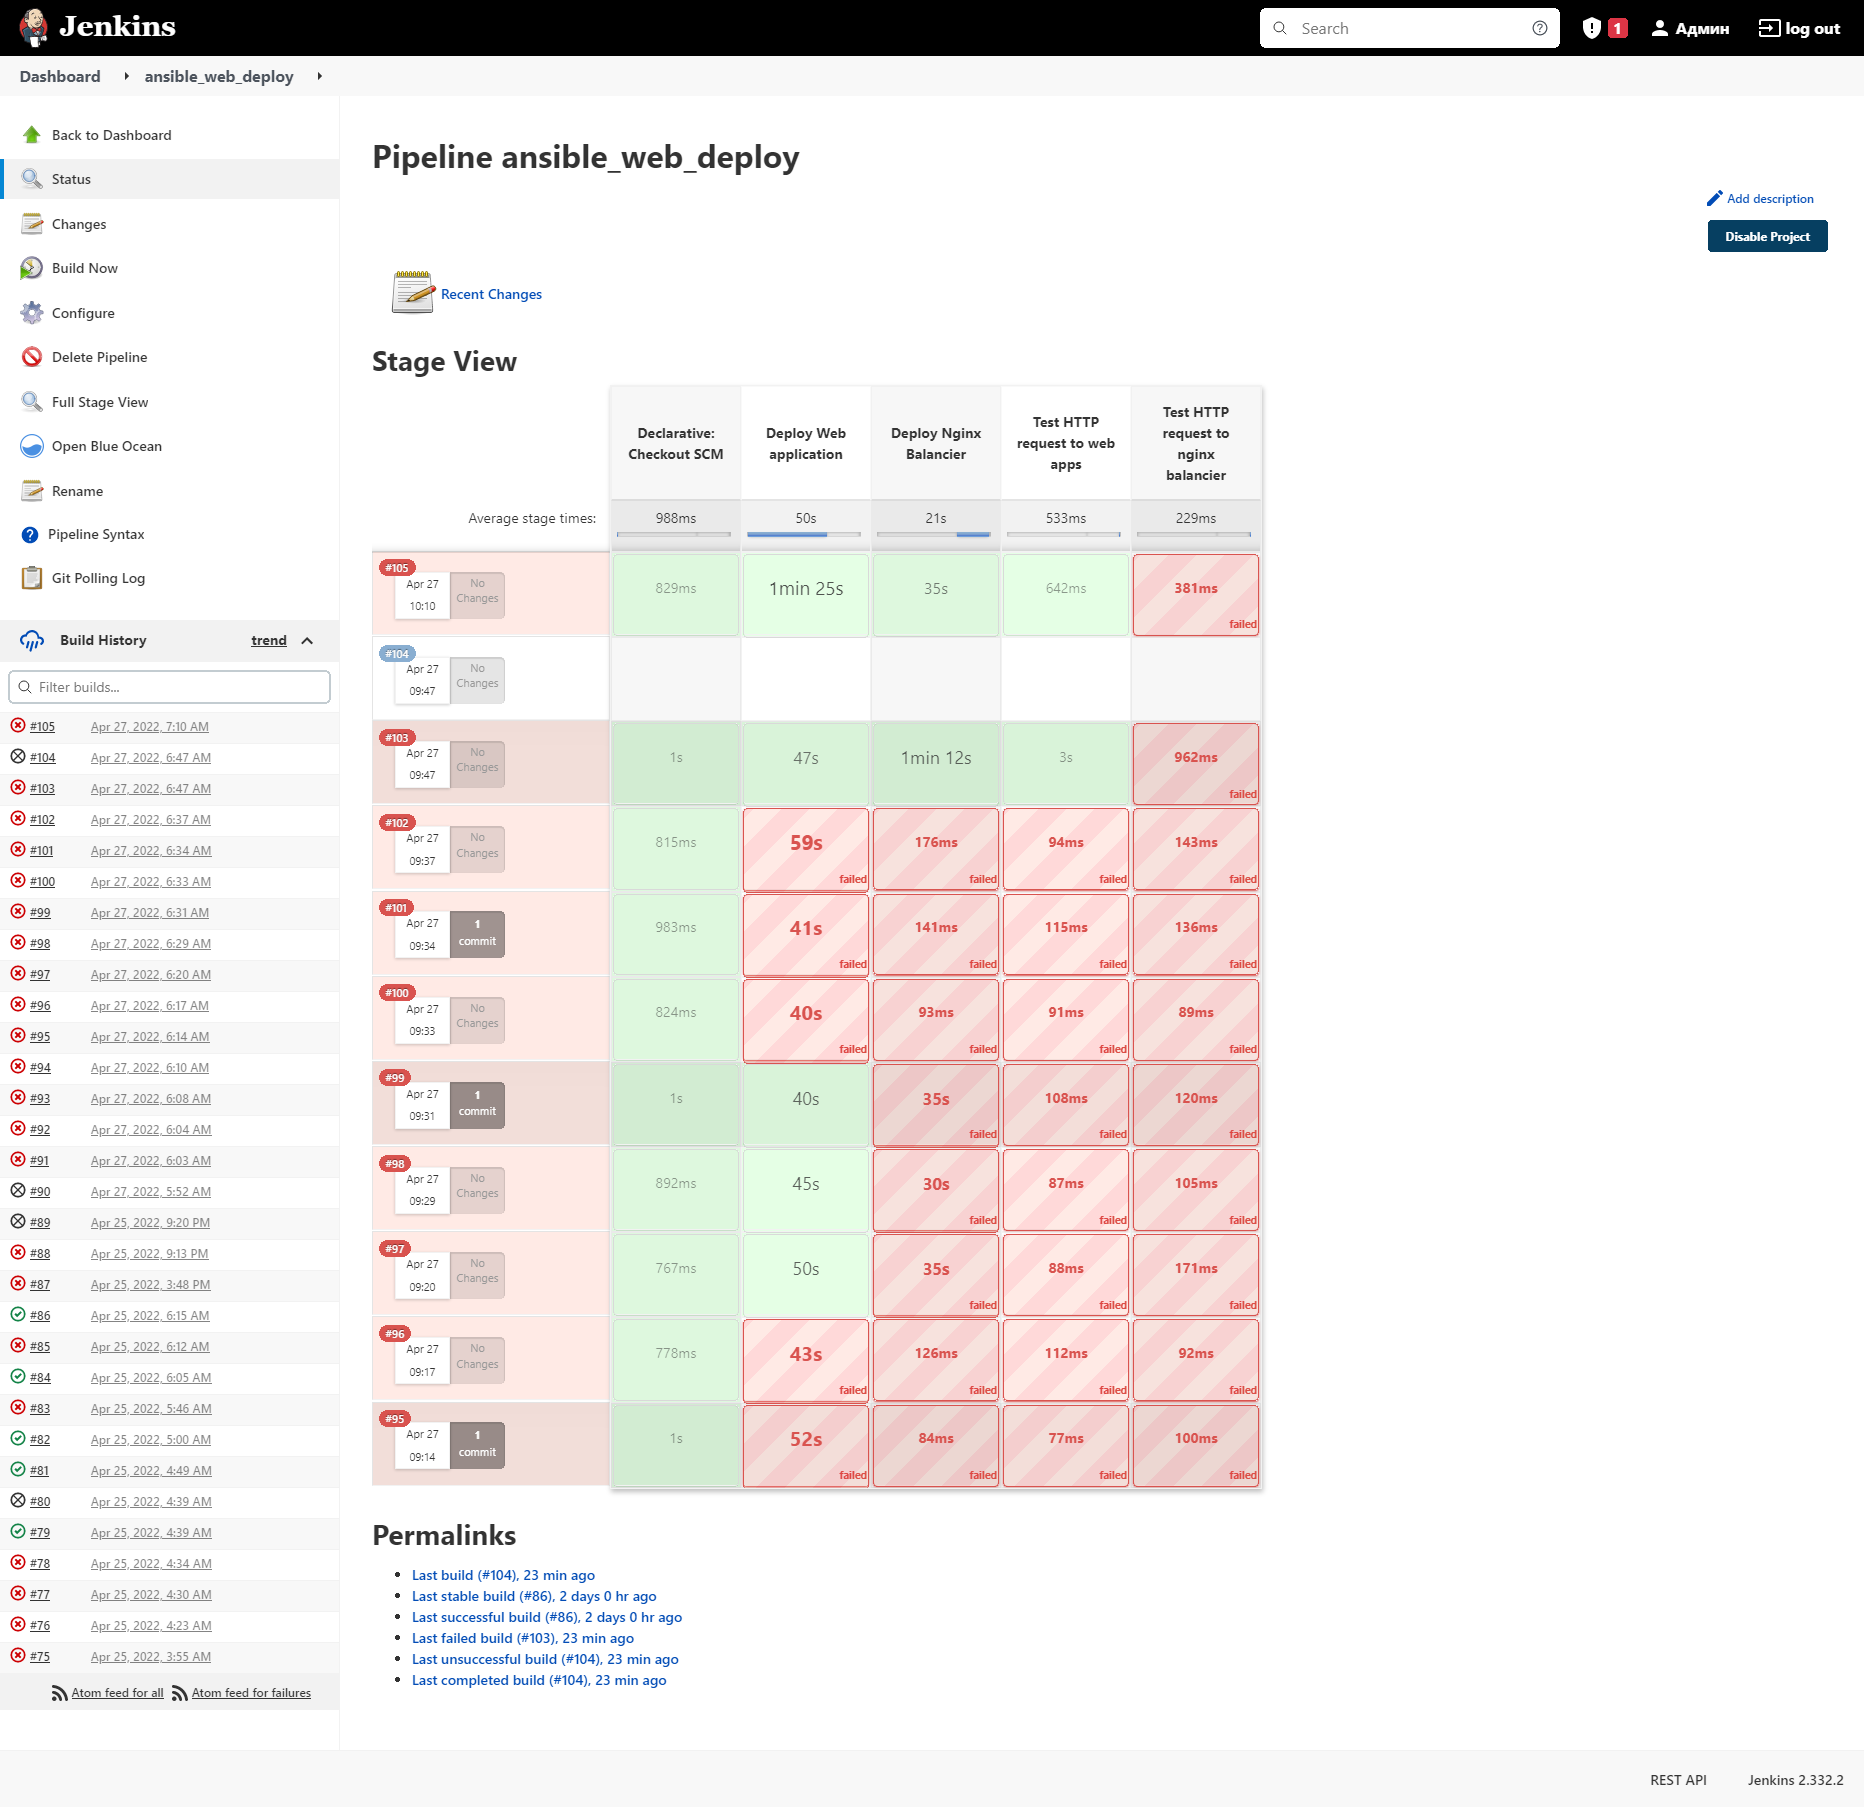 Jenkins
Search
1
Админ
log out
Dashboard
ansible_web_deploy
Back to Dashboard
Status
Changes
Build Now
Configure
Delete Pipeline
Full Stage View
Open Blue Ocean
Rename
Pipeline Syntax
Git Polling Log
Build History
trend
Filter builds...
#105 Apr 27, 2022, 7:10 AM
#104 Apr 27, 2022, 6:47 AM
#103 Apr 27, 2022, 6:47 AM
#102 Apr 27, 2022, 6:37 AM
#101 Apr 27, 2022, 6:34 AM
#100 Apr 27, 2022, 6:33 AM
#99 Apr 27, 2022, 6:31 AM
#98 Apr 27, 2022, 6:29 AM
#97 Apr 27, 2022, 6:20 AM
#96 Apr 27, 2022, 6:17 AM
#95 Apr 27, 2022, 6:14 AM
#94 Apr 27, 2022, 6:10 AM
#93 Apr 27, 2022, 6:08 AM
#92 Apr 27, 2022, 6:04 AM
#91 Apr 27, 2022, 6:03 AM
#90 Apr 27, 2022, 5:52 AM
#89 Apr 25, 2022, 9:20 PM
#88 Apr 25, 2022, 9:13 PM
#87 Apr 25, 2022, 3:48 PM
#86 Apr 25, 2022, 6:15 AM
#85 Apr 25, 2022, 6:12 AM
#84 Apr 25, 2022, 6:05 AM
#83 Apr 25, 2022, 5:46 AM
#82 Apr 25, 2022, 5:00 AM
#81 Apr 25, 2022, 4:49 AM
#80 Apr 25, 2022, 4:39 AM
#79 Apr 25, 2022, 4:39 AM
#78 Apr 25, 2022, 4:34 AM
#77 Apr 25, 2022, 4:30 AM
#76 Apr 25, 2022, 4:23 AM
#75 Apr 25, 2022, 3:55 AM
Atom feed for all
Atom feed for failures
Pipeline ansible_web_deploy
Add description
Disable Project
Recent Changes
Stage View
Declarative:
Checkout SCM
Deploy Web
application
Deploy Nginx
Balancier
Test HTTP
request to web
apps
Test HTTP
request to
nginx
balancier
Average stage times: 988ms 50s 21s 533ms 229ms
#105
Apr 27
10:10
No
Changes
829ms 1min 25s 35s 642ms 381ms
failed
#104
Apr 27
09:47
No
Changes
#103
Apr 27
09:47
No
Changes
1s 47s 1min 12s 3s 962ms
failed
#102
Apr 27
09:37
No
Changes
815ms 59s 176ms 94ms 143ms
failed failed failed failed
#101
Apr 27
09:34
1
commit
983ms 41s 141ms 115ms 136ms
failed failed failed failed
#100
Apr 27
09:33
No
Changes
824ms 40s 93ms 91ms 89ms
failed failed failed failed
#99
Apr 27
09:31
1
commit
1s 40s 35s 108ms 120ms
failed failed failed
#98
Apr 27
09:29
No
Changes
892ms 45s 30s 87ms 105ms
failed failed failed
#97
Apr 27
09:20
No
Changes
767ms 50s 35s 88ms 171ms
failed failed failed
#96
Apr 27
09:17
No
Changes
778ms 43s 126ms 112ms 92ms
failed failed failed failed
#95
Apr 27
09:14
1
commit
1s 52s 84ms 77ms 100ms
failed failed failed failed
Permalinks
Last build (#104), 23 min ago
Last stable build (#86), 2 days 0 hr ago
Last successful build (#86), 2 days 0 hr ago
Last failed build (#103), 23 min ago
Last unsuccessful build (#104), 23 min ago
Last completed build (#104), 23 min ago
REST API
Jenkins 2.332.2